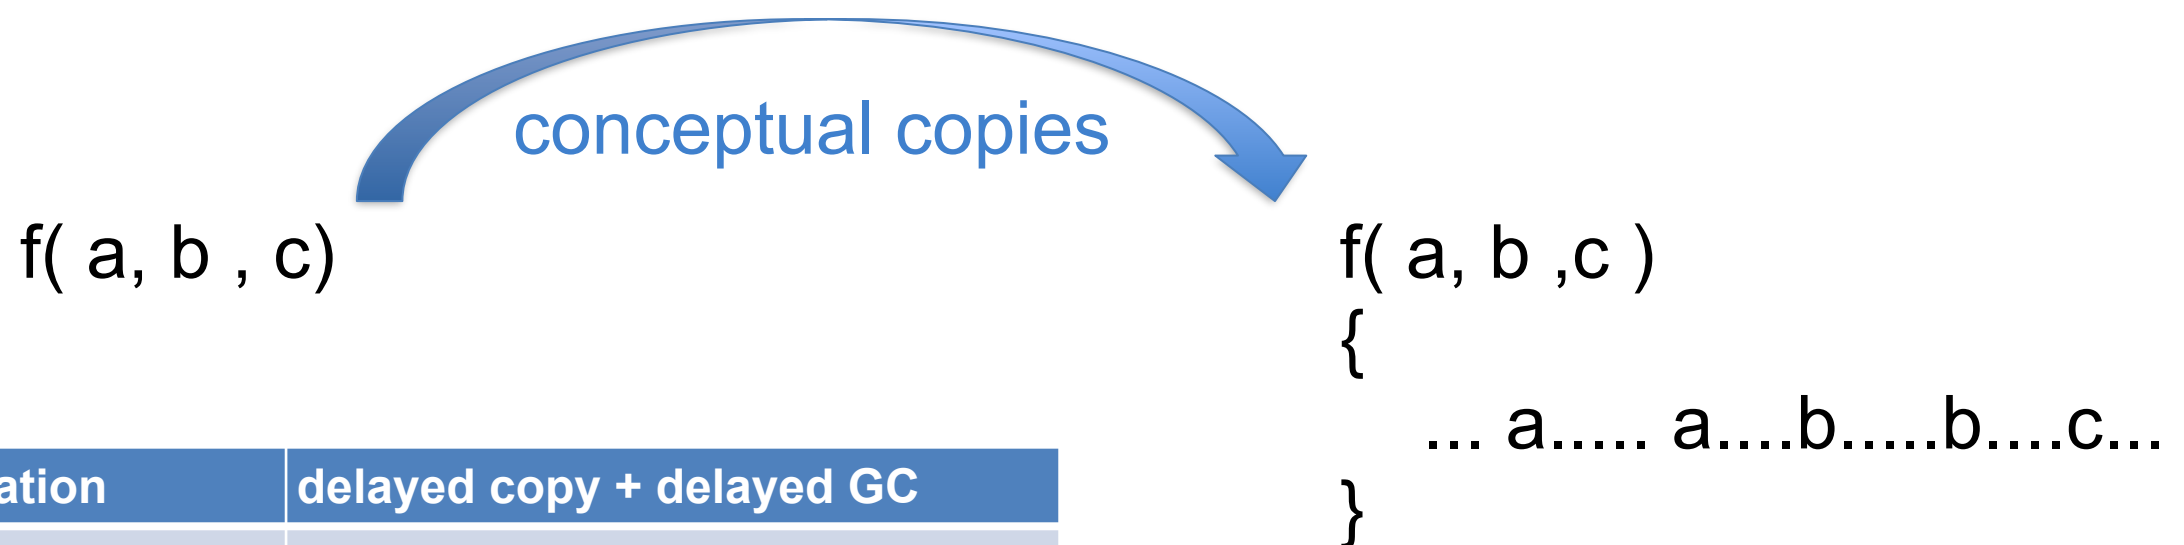 conceptual copies
f( a, b , c)
f( a, b ,c )
{
... a..... a....b.....b....c...
delayed copy + delayed GC
}